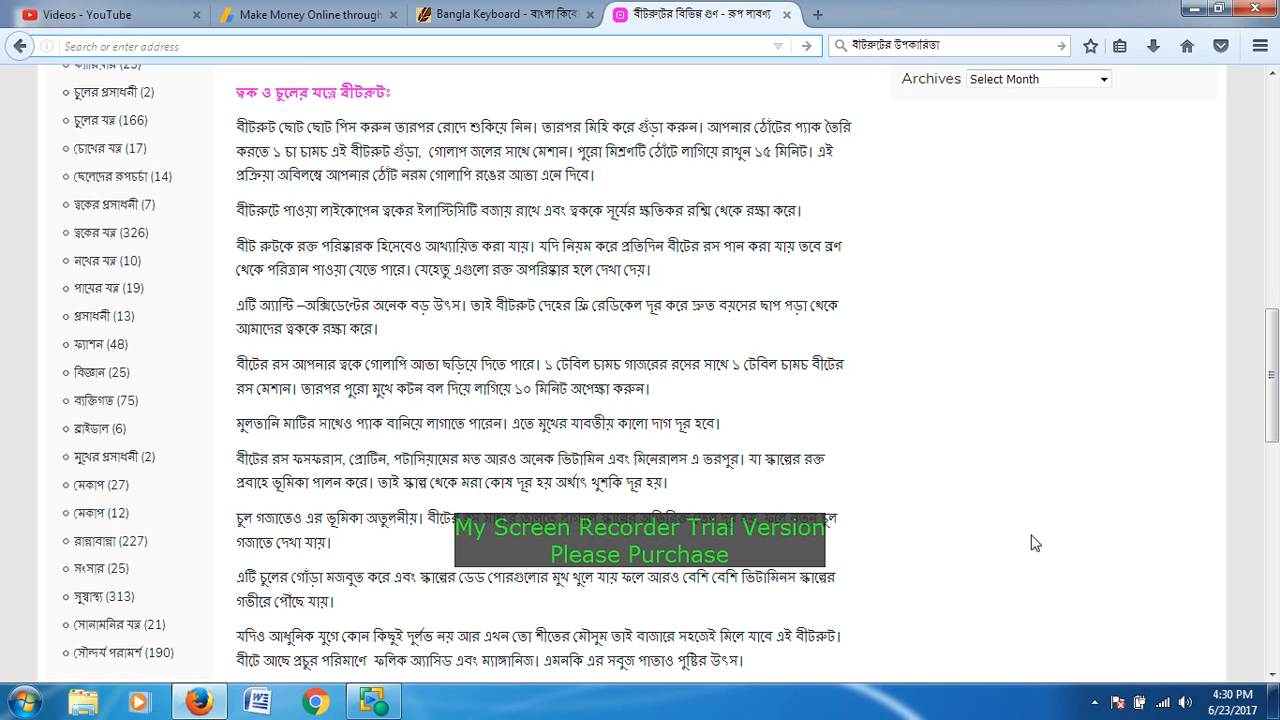 Videos - YouTube
Make Money Online through
Bangla Keyboard - বাংলা কিবো
বীটরুটের বিভিন্ন গুণ - রূপ লাবণ্য
Search or enter address
বীটরুটের উপকারিতা
ক্যারিয়ার (23)
চুলের প্রসাধনী (2)
চুলের যত্ন (166)
চোখের যত্ন (17)
ছেলেদের রূপচর্চা (14)
ত্বকের প্রসাধনী (7)
ত্বকের যত্ন (326)
নখের যত্ন (10)
পায়ের যত্ন (19)
প্রসাধনী (13)
ফ্যাশন (48)
বিজ্ঞান (25)
ব্যক্তিগত (75)
ব্রাইডাল (6)
মুখের প্রসাধনী (2)
মেকাপ (27)
মেকাপ (12)
রান্নাবান্না (227)
সংসার (25)
সুস্বাস্থ্য (313)
সোনামনির যত্ন (21)
সৌন্দর্য পরামর্শ (190)
ত্বক ও চুলের যত্নে বীটরুটঃ
বীটরুট ছোট ছোট পিস করুন তারপর রোদে শুকিয়ে নিন। তারপর মিহি করে গুঁড়া করুন। আপনার ঠোঁটের প্যাক তৈরি
করতে ১ চা চামচ এই বীটরুট গুঁড়া, গোলাপ জলের সাথে মেশান। পুরো মিশ্রণটি ঠোঁটে লাগিয়ে রাখুন ১৫ মিনিট। এই
প্রক্রিয়া অবিলম্বে আপনার ঠোঁট নরম গোলাপি রঙের আভা এনে দিবে।
বীটরুটে পাওয়া লাইকোপেন ত্বকের ইলাস্টিসিটি বজায় রাখে এবং ত্বককে সূর্যের ক্ষতিকর রশ্মি থেকে রক্ষা করে।
বীট রুটকে রক্ত পরিষ্কারক হিসেবেও আখ্যায়িত করা যায়। যদি নিয়ম করে প্রতিদিন বীটের রস পান করা যায় তবে ব্রণ
থেকে পরিত্রান পাওয়া যেতে পারে। যেহেতু এগুলো রক্ত অপরিষ্কার হলে দেখা দেয়।
এটি অ্যান্টি –অক্সিডেন্টের অনেক বড় উৎস। তাই বীটরুট দেহের ফ্রি রেডিকেল দূর করে দ্রুত বয়সের ছাপ পড়া থেকে
আমাদের ত্বককে রক্ষা করে।
বীটের রস আপনার ত্বকে গোলাপি আভা ছড়িয়ে দিতে পারে। ১ টেবিল চামচ গাজরের রসের সাথে ১ টেবিল চামচ বীটের
রস মেশান। তারপর পুরো মুখে কটন বল দিয়ে লাগিয়ে ১০ মিনিট অপেক্ষা করুন।
মুলতানি মাটির সাথেও প্যাক বানিয়ে লাগাতে পারেন। এতে মুখের যাবতীয় কালো দাগ দূর হবে।
বীটের রস ফসফরাস, প্রোটিন, পটাসিয়ামের মত আরও অনেক ভিটামিন এবং মিনেরালস এ ভরপুর। যা স্কাল্পের রক্ত
প্রবাহে ভূমিকা পালন করে। তাই স্কাল্প থেকে মরা কোষ দূর হয় অর্থাৎ খুশকি দূর হয়।
চুল গজাতেও এর ভূমিকা অতুলনীয়। বীটের চুল
গজাতে দেখা যায়।
এটি চুলের গোঁড়া মজবুত করে এবং স্কাল্পের ডেড পোরগুলোর মুখ খুলে যায় ফলে আরও বেশি বেশি ভিটামিনস স্কাল্পের
গভীরে পৌঁছে যায়।
যদিও আধুনিক যুগে কোন কিছুই দুর্লভ নয় আর এখন তো শীতের মৌসুম তাই বাজারে সহজেই মিলে যাবে এই বীটরুট।
বীটে আছে প্রচুর পরিমাণে ফলিক অ্যাসিড এবং ম্যাঙ্গানিজ। এমনকি এর সবুজ পাতাও পুষ্টির উৎস।
Archives Select Month
My Screen Recorder Trial Version
Please Purchase
4:30 PM
6/23/2017